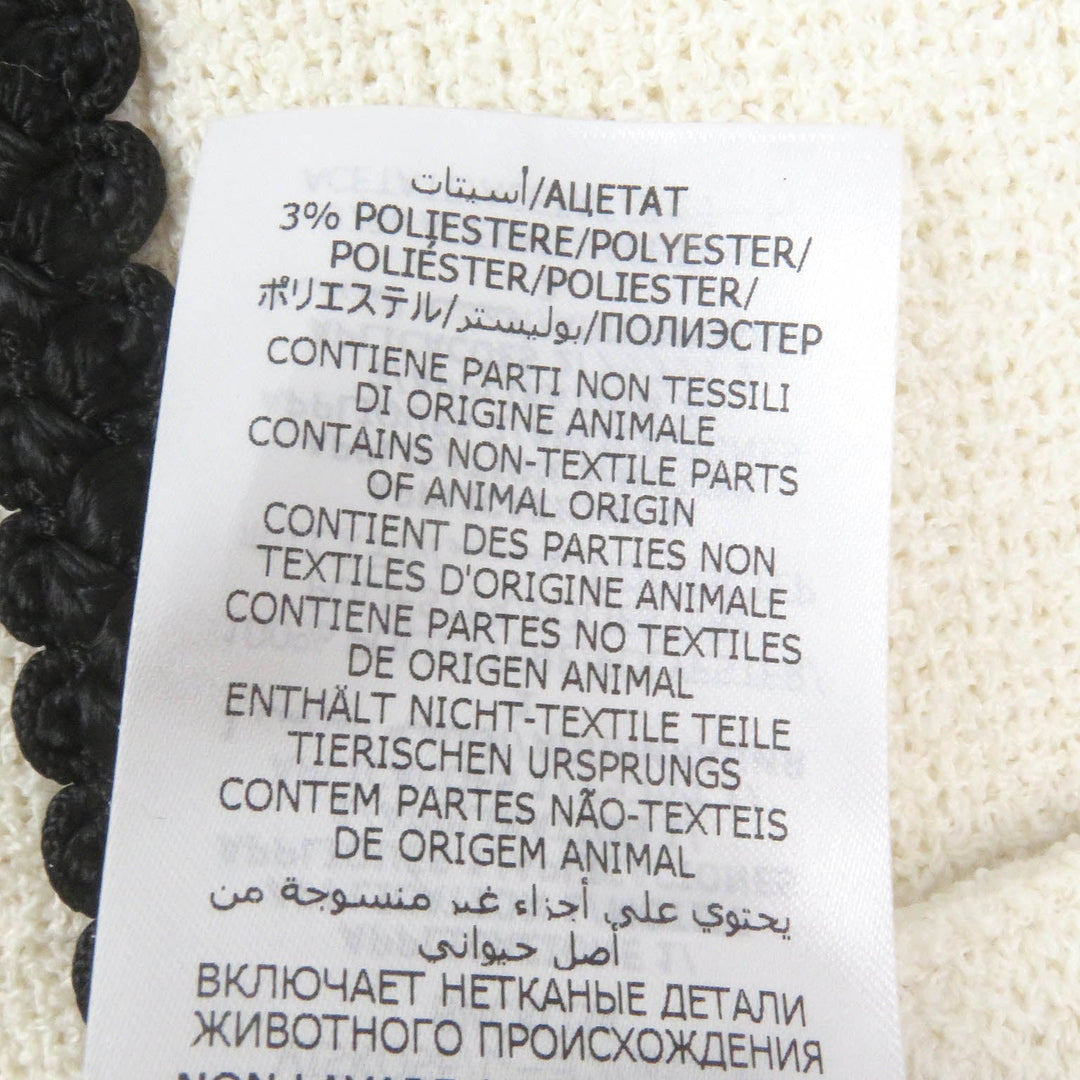 أسيتات/АЦЕТАТ
3% POLIESTERE/POLYESTER/
POLIÉSTER/POLIESTER/
ポリエステル/بوليستر/ПОЛИЭСТЕР
CONTIENE PARTI NON TESSILI
DI ORIGINE ANIMALE
CONTAINS NON-TEXTILE PARTS
OF ANIMAL ORIGIN
CONTIENT DES PARTIES NON
TEXTILES D'ORIGINE ANIMALE
CONTIENE PARTES NO TEXTILES
DE ORIGEN ANIMAL
ENTHÄLT NICHT-TEXTILE TEILE
TIERISCHEN URSPRUNGS
CONTEM PARTES NÃO-TEXTEIS
DE ORIGEM ANIMAL
يحتوي على أجزاء غير منسوجة من
أصل حيواني
ВКЛЮЧАЕТ НЕТКАНЫЕ ДЕТАЛИ
ЖИВОТНОГО ПРОИСХОЖДЕНИЯ